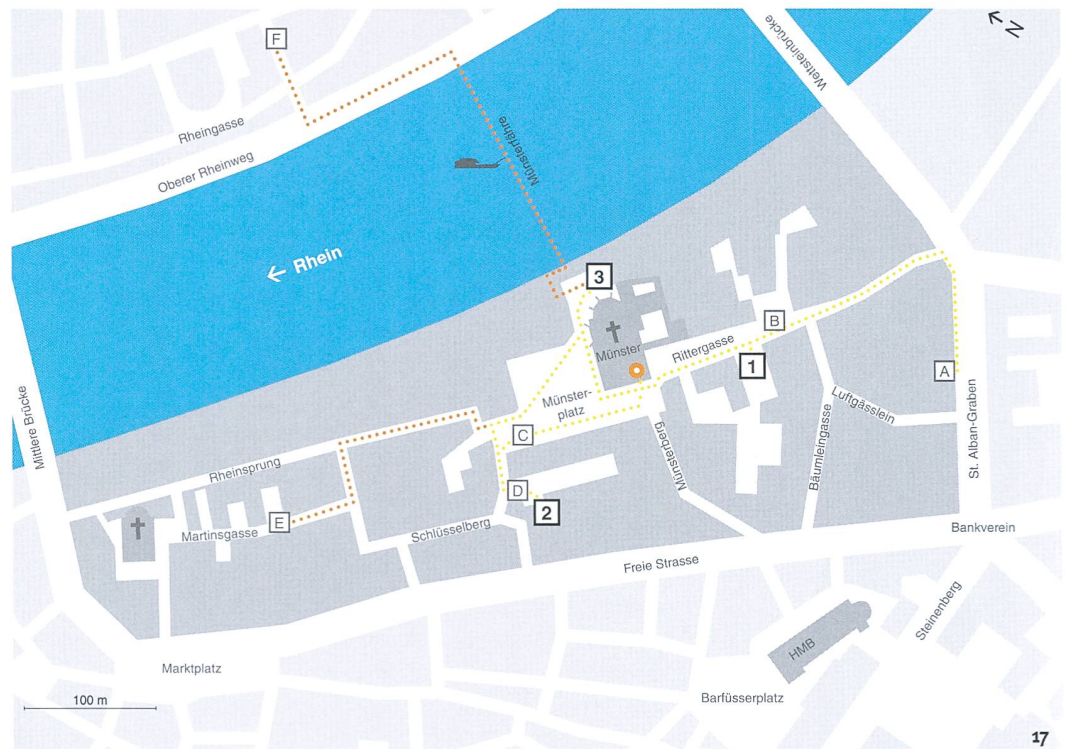 F
N
Wettsteinbrücke
Rheingasse
Oberer Rheinweg
Münsterfähre
← Rhein
3
B
Münster
Rittergasse
1
A
Mittlere Brücke
Münster-
platz
Luftgässlein
C
Bäumleingasse
St. Alban-Graben
Rheinsprung
Münsterberg
D
2
E
Martinsgasse
Schlüsselberg
Bankverein
Freie Strasse
Steinenberg
HMB
Marktplatz
Barfüsserplatz
100 m
17